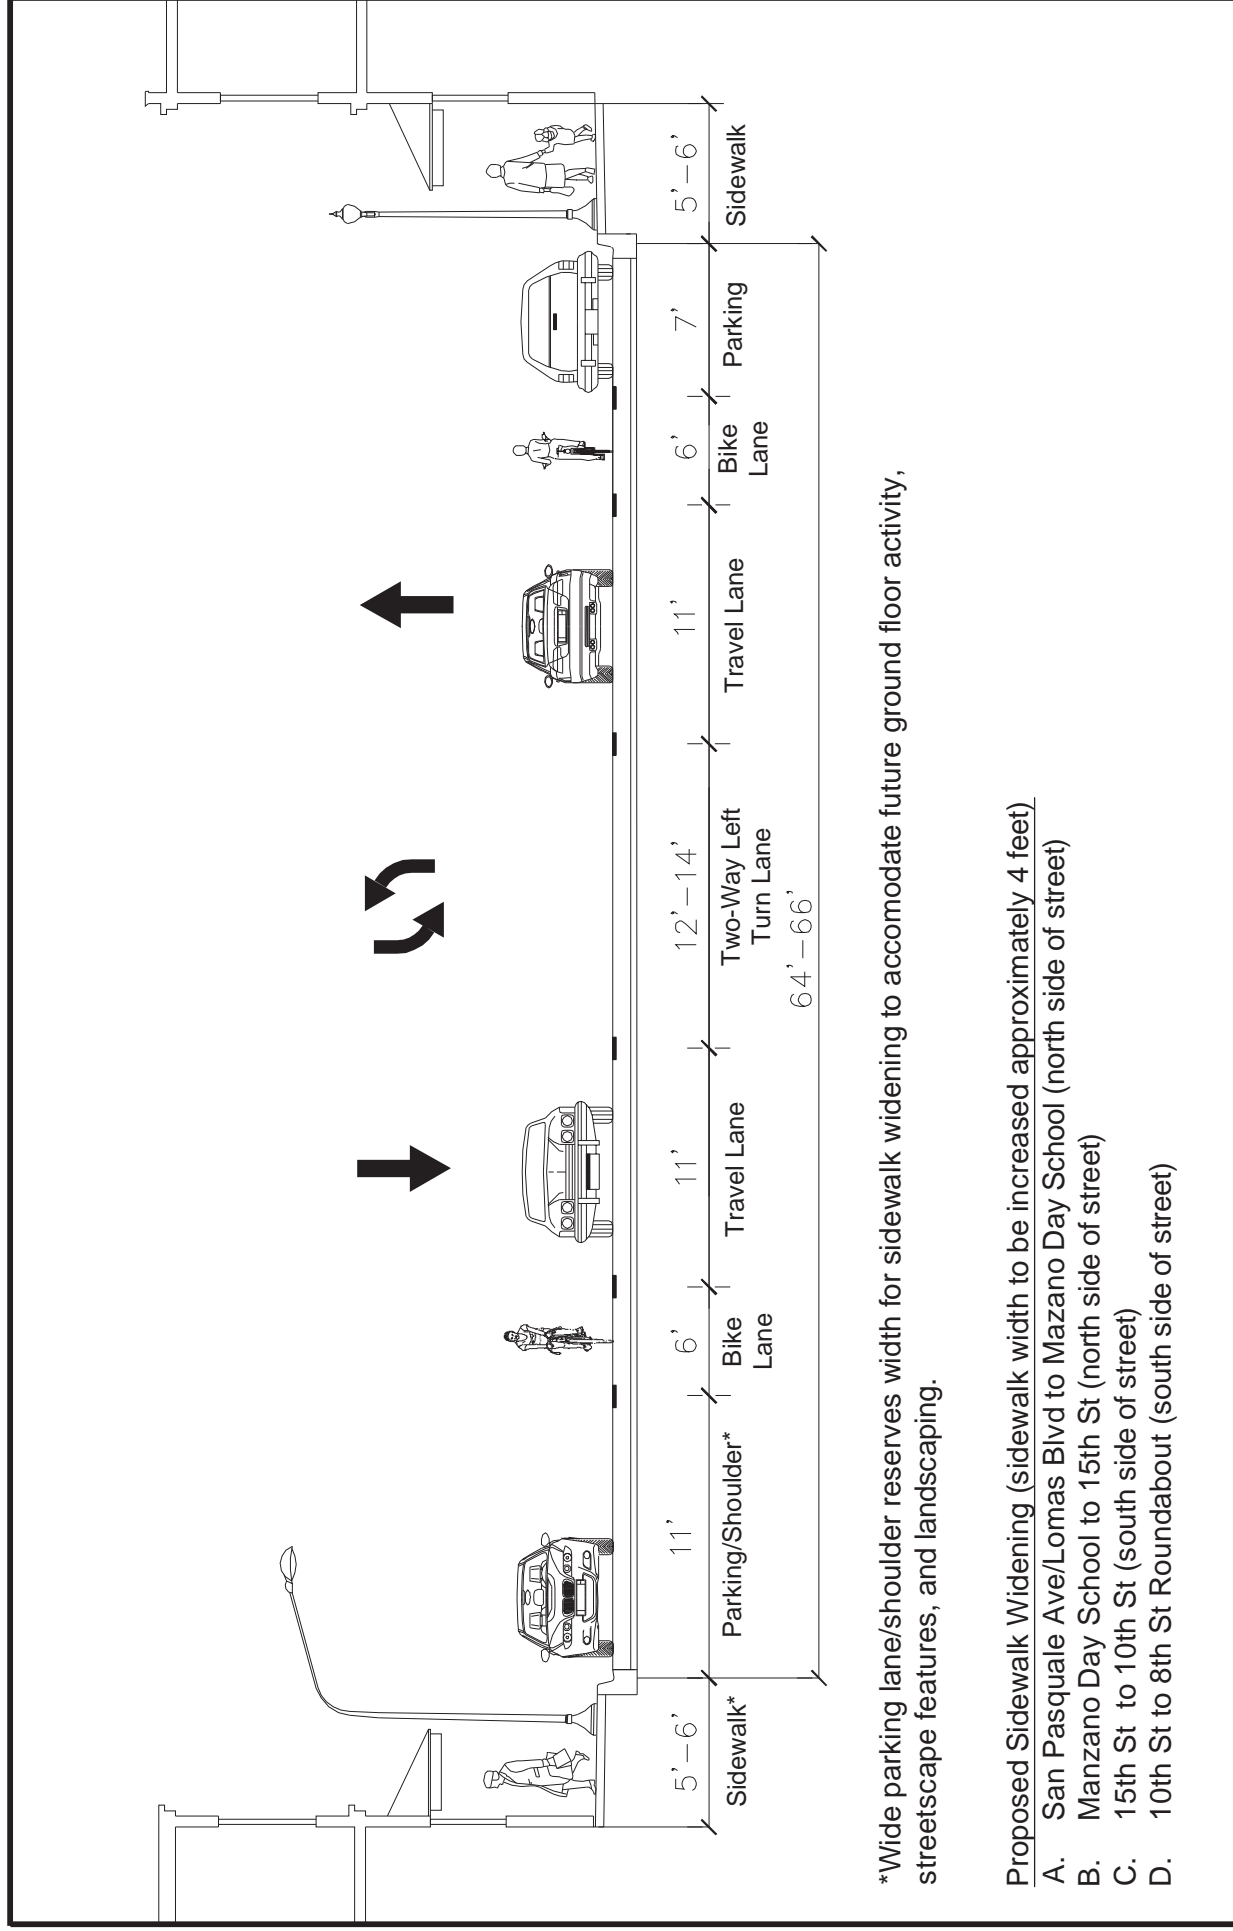 5'-6'
11'
6'
11'
12'-14'
11'
6'
7'
5'-6'
Sidewalk*
Parking/Shoulder*
Bike
Lane
Travel Lane
Two-Way Left
Turn Lane
Travel Lane
Bike
Lane
Parking
Sidewalk
64'-66'
*Wide parking lane/shoulder reserves width for sidewalk widening to accomodate future ground floor activity,
streetscape features, and landscaping.
Proposed Sidewalk Widening (sidewalk width to be increased approximately 4 feet)
A. San Pasquale Ave/Lomas Blvd to Mazano Day School (north side of street)
B. Manzano Day School to 15th St (north side of street)
C. 15th St to 10th St (south side of street)
D. 10th St to 8th St Roundabout (south side of street)